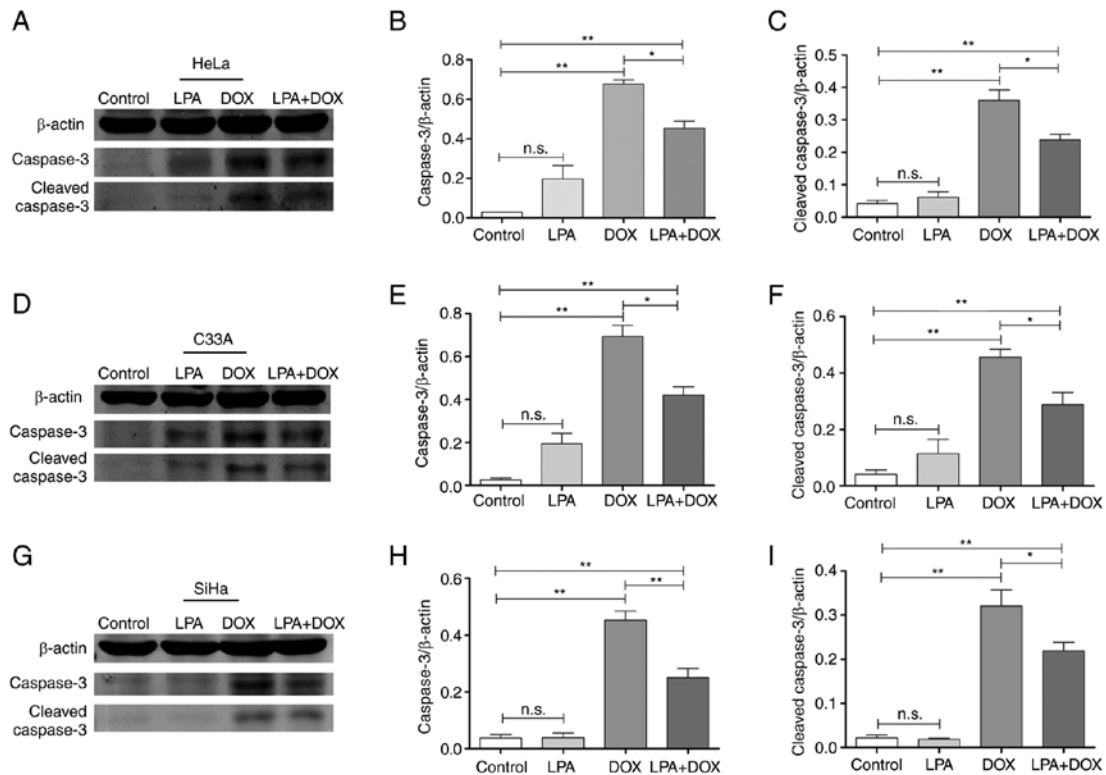 A
HeLa
Control LPA DOX LPA+DOX
β-actin
Caspase-3
Cleaved
caspase-3
B
Caspase-3/β-actin
0.8
0.6
0.4
0.2
0.0
**
**
*
n.s.
Control LPA DOX LPA+DOX
C
Cleaved caspase-3/β-actin
0.5
0.4
0.3
0.2
0.1
0.0
**
**
*
n.s.
Control LPA DOX LPA+DOX
D
C33A
Control LPA DOX LPA+DOX
β-actin
Caspase-3
Cleaved
caspase-3
E
Caspase-3/β-actin
0.8
0.6
0.4
0.2
0.0
**
**
*
n.s.
Control LPA DOX LPA+DOX
F
Cleaved caspase-3/β-actin
0.6
0.4
0.2
0.0
**
**
*
n.s.
Control LPA DOX LPA+DOX
G
SiHa
Control LPA DOX LPA+DOX
β-actin
Caspase-3
Cleaved
caspase-3
H
Caspase-3/β-actin
0.6
0.4
0.2
0.0
**
**
**
n.s.
Control LPA DOX LPA+DOX
I
Cleaved caspase-3/β-actin
0.4
0.3
0.2
0.1
0.0
**
**
*
n.s.
Control LPA DOX LPA+DOX